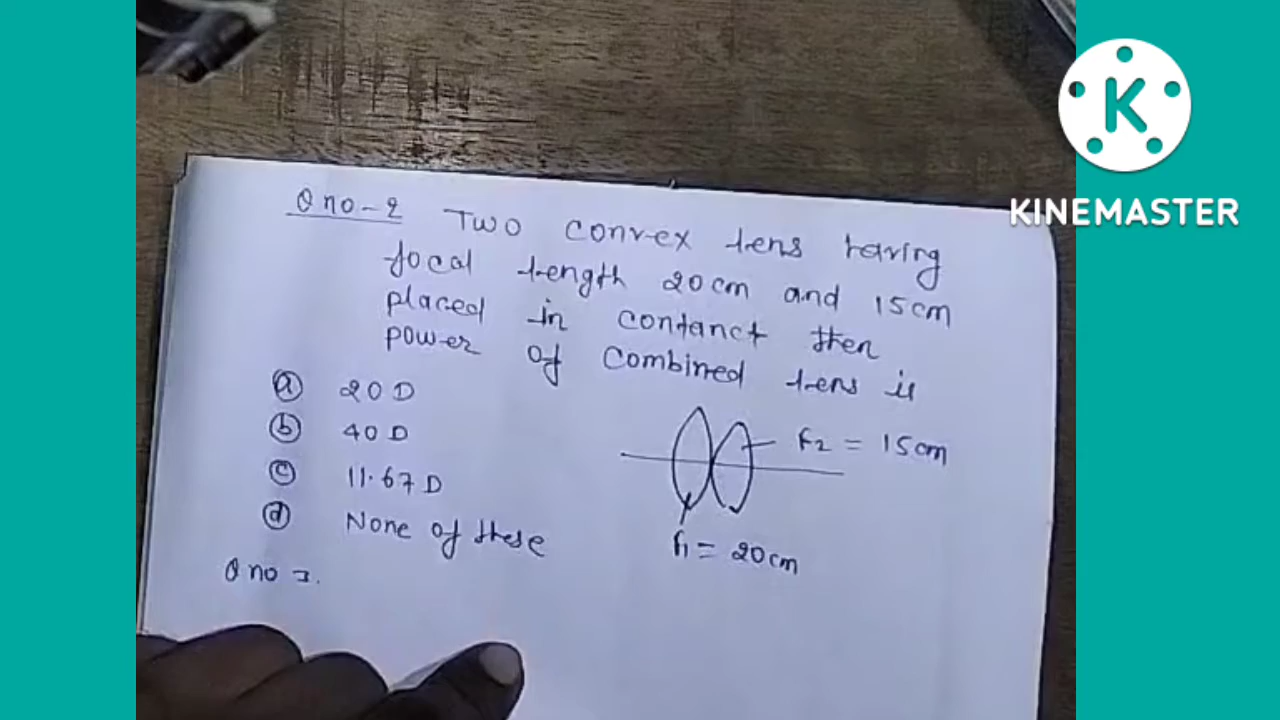 Q no-2 Two convex lens having
focal length 20cm and 15cm
placed in contanct then
power of combined lens is
(a) 20 D
(b) 40 D
(c) 11.67 D
(d) None of these
f2 = 15cm
f1 = 20cm
Q no 3.
KINEMASTER